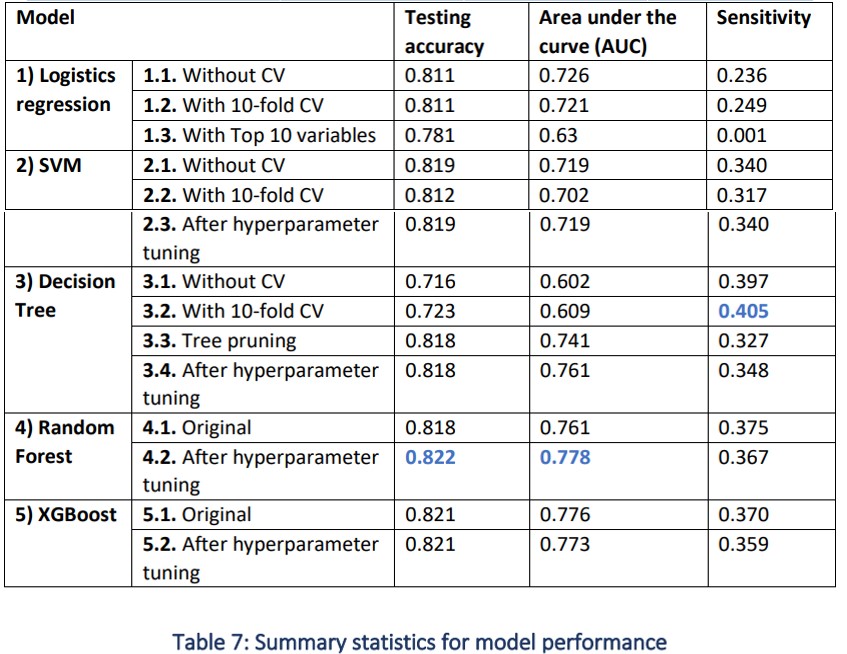 Model Testing accuracy Area under the curve (AUC) Sensitivity
1) Logistics regression 1.1. Without CV 0.811 0.726 0.236
1.2. With 10-fold CV 0.811 0.721 0.249
1.3. With Top 10 variables 0.781 0.63 0.001
2) SVM 2.1. Without CV 0.819 0.719 0.340
2.2. With 10-fold CV 0.812 0.702 0.317
2.3. After hyperparameter tuning 0.819 0.719 0.340
3) Decision Tree 3.1. Without CV 0.716 0.602 0.397
3.2. With 10-fold CV 0.723 0.609 0.405
3.3. Tree pruning 0.818 0.741 0.327
3.4. After hyperparameter tuning 0.818 0.761 0.348
4) Random Forest 4.1. Original 0.818 0.761 0.375
4.2. After hyperparameter tuning 0.822 0.778 0.367
5) XGBoost 5.1. Original 0.821 0.776 0.370
5.2. After hyperparameter tuning 0.821 0.773 0.359
Table 7: Summary statistics for model performance